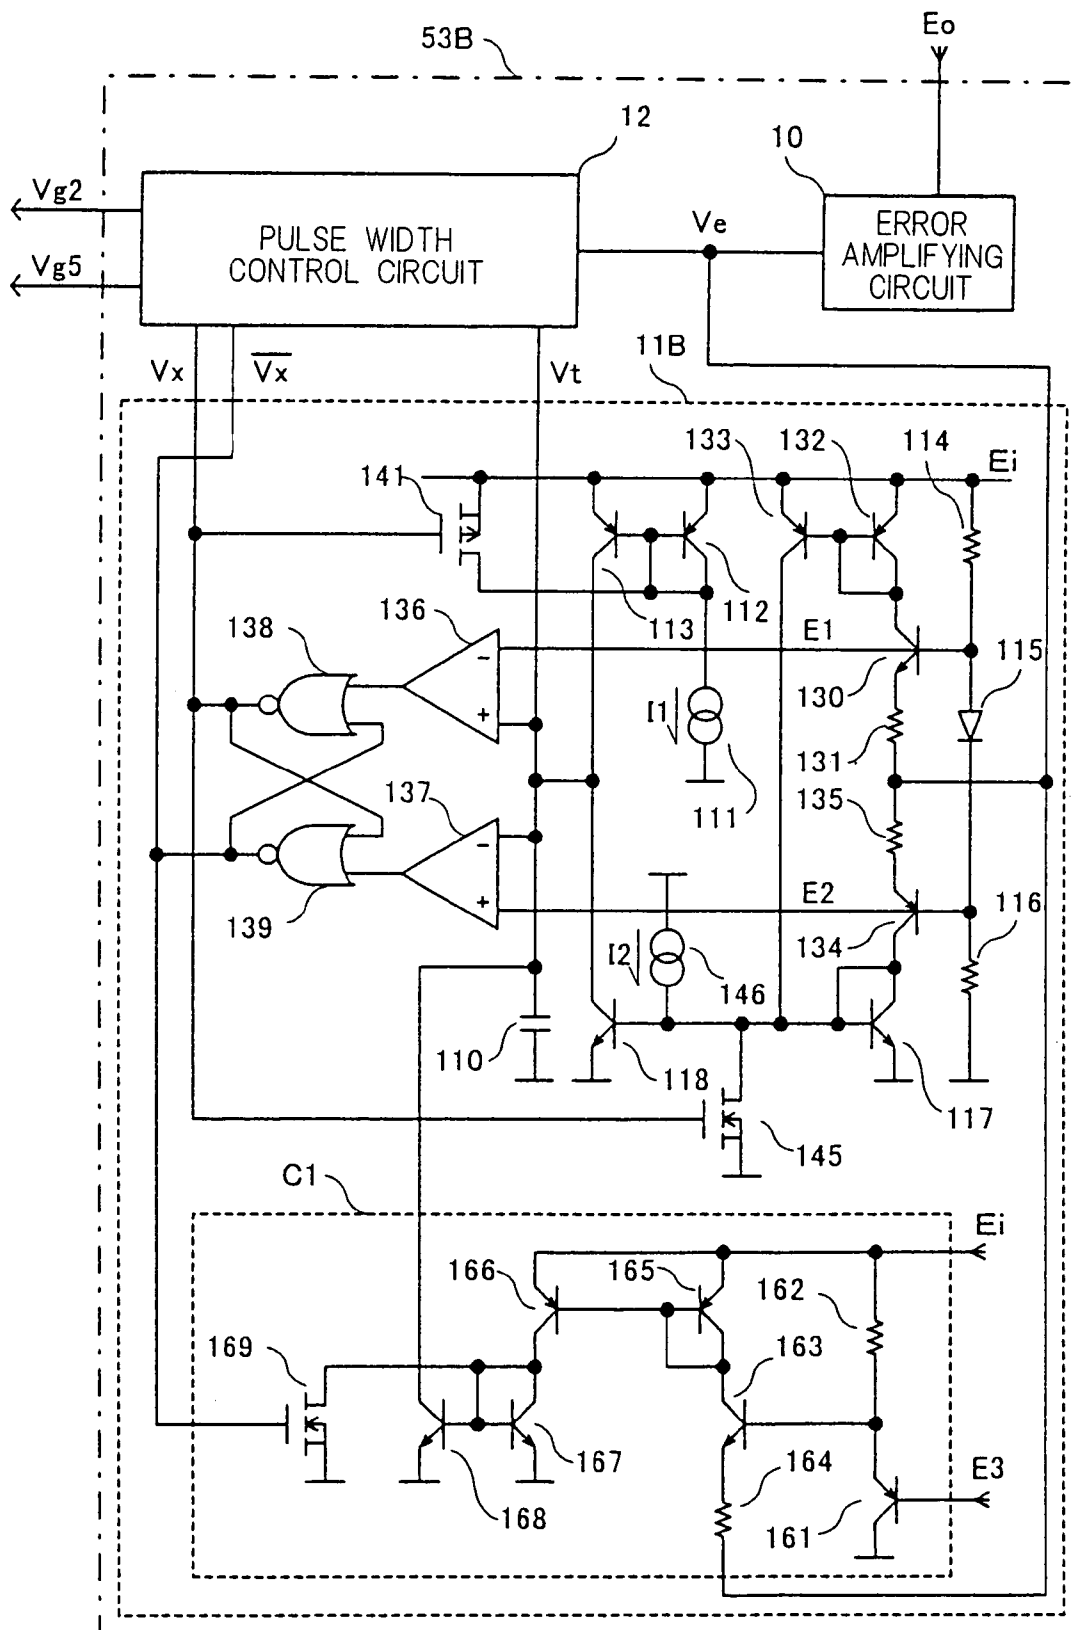 53B
Eo
12
10
Vg2
Vg5
PULSE WIDTH
CONTROL CIRCUIT
Ve
ERROR
AMPLIFYING
CIRCUIT
11B
Vx
Vx
Vt
133
132
114
Ei
141
112
113
136
138
E1
115
130
I1
131
137
135
111
139
E2
116
134
I2
146
110
118
117
145
C1
Ei
166
165
162
169
163
167
164
E3
168
161
-
+
-
+